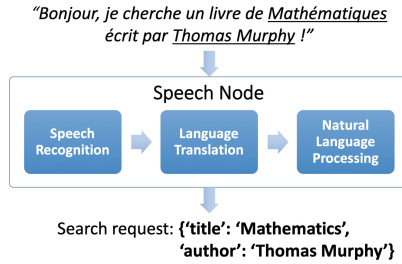 “Bonjour, je cherche un livre de Mathématiques
écrit par Thomas Murphy !”
Speech Node
Speech
Recognition
Language
Translation
Natural
Language
Processing
Search request: {‘title’: ‘Mathematics’,
‘author’: ‘Thomas Murphy’}